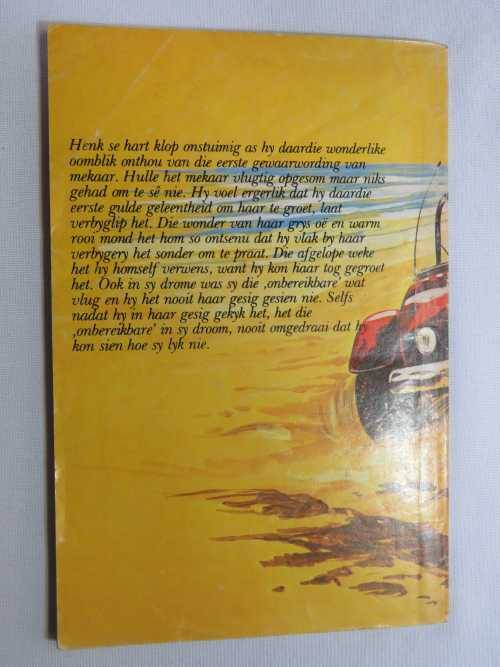 Henk se hart klop onstuimig as hy daardie wonderlike
oomblik onthou van die eerste gewaarwording van
mekaar. Hulle het mekaar vlugtig opgesom maar niks
gehad om te sê nie. Hy voel ergerlik dat hy daardie
eerste gulde geleentheid om haar te groet, laat
verbyglip het. Die wonder van haar grys oë en warm
rooi mond het hom so ontsenu dat hy vlak by haar
verbygery het sonder om te praat. Die afgelope weke
het hy homself verwens, want hy kon haar tog gegroet
het. Ook in sy drome was sy die ‚onbereikbare’ wat
vlug en hy het nooit haar gesig gesien nie. Selfs
nadat hy in haar gesig gekyk het, het die
‚onbereikbare’ in sy droom, nooit omgedraai dat hy
kon sien hoe sy lyk nie.